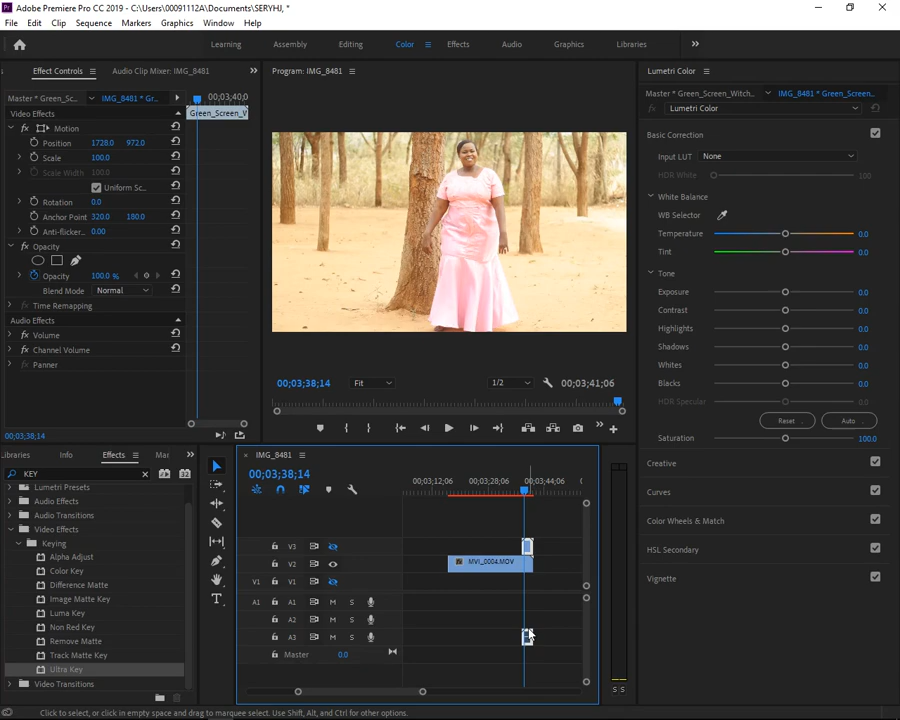 Adobe Premiere Pro CC 2019 - C:\Users\00091112A\Documents\SERYHJ, *
File Edit Clip Sequence Markers Graphics Window Help
Learning Assembly Editing Color Effects Audio Graphics Libraries
Effect Controls Audio Clip Mixer: IMG_8481
Master * Green_Sc... IMG_8481 * Gr... 00;03;40;0
Video Effects Green_Screen_V
fx Motion
Position 1728.0 972.0
Scale 100.0
Scale Width 100.0
Uniform Sc...
Rotation 0.0
Anchor Point 320.0 180.0
Anti-flicker.. 0.00
fx Opacity
Opacity 100.0 %
Blend Mode Normal
fx Time Remapping
Audio Effects
fx Volume
fx Channel Volume
fx Panner
00;03;38;14
Program: IMG_8481
00;03;38;14 Fit 1/2 00;03;41;06
Lumetri Color
Master * Green_Screen_Witch... IMG_8481 * Green_Screen...
fx Lumetri Color
Basic Correction
Input LUT None
HDR White 100
White Balance
WB Selector
Temperature 0.0
Tint 0.0
Tone
Exposure 0.0
Contrast 0.0
Highlights 0.0
Shadows 0.0
Whites 0.0
Blacks 0.0
HDR Specular 0.0
Reset Auto
Saturation 100.0
Creative
Curves
Color Wheels & Match
HDL Secondary
Vignette
ibraries Info Effects Mar
KEY
Lumetri Presets
Audio Effects
Audio Transitions
Video Effects
Keying
Alpha Adjust
Color Key
Difference Matte
Image Matte Key
Luma Key
Non Red Key
Remove Matte
Track Matte Key
Ultra Key
Video Transitions
× IMG_8481
00;03;38;14
00;03;12;06 00;03;28;06 00;03;44;06
V3
V2 MVI_0004.MOV
V1 V1
A1 A1 M S
A2 M S
A3 M S
Master 0.0
S S
Click to select, or click in empty space and drag to marquee select. Use Shift, Alt, and Ctrl for other options.